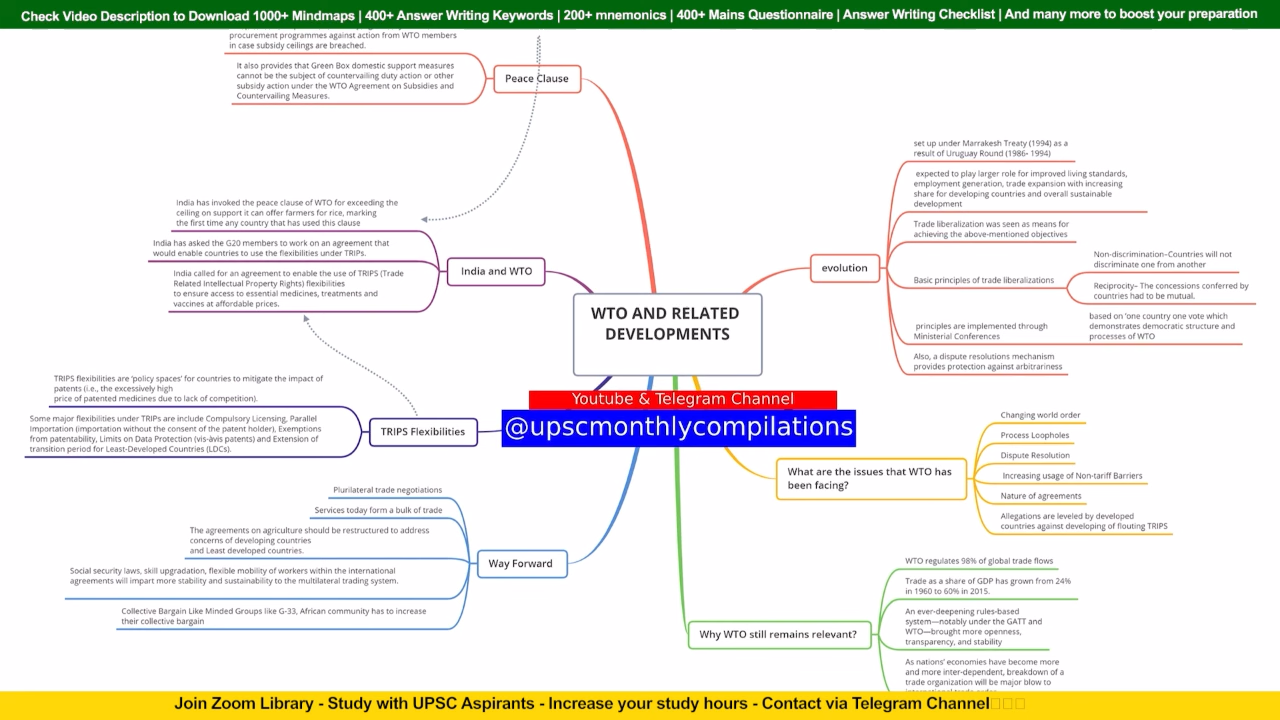 Check Video Description to Download 1000+ Mindmaps | 400+ Answer Writing Keywords | 200+ mnemonics | 400+ Mains Questionnaire | Answer Writing Checklist | And many more to boost your preparation
procurement programmes against action from WTO members
in case subsidy ceilings are breached.
It also provides that Green Box domestic support measures
cannot be the subject of countervailing duty action or other
subsidy action under the WTO Agreement on Subsidies and
Countervailing Measures.
Peace Clause
India has invoked the peace clause of WTO for exceeding the
ceiling on support it can offer farmers for rice, marking
the first time any country that has used this clause
India has asked the G20 members to work on an agreement that
would enable countries to use the flexibilities under TRIPs.
India called for an agreement to enable the use of TRIPS (Trade
Related Intellectual Property Rights) flexibilities
to ensure access to essential medicines, treatments and
vaccines at affordable prices.
India and WTO
TRIPS flexibilities are 'policy spaces' for countries to mitigate the impact of
patents (i.e., the excessively high
price of patented medicines due to lack of competition).
Some major flexibilities under TRIPs are include Compulsory Licensing, Parallel
Importation (importation without the consent of the patent holder), Exemptions
from patentability, Limits on Data Protection (vis-àvis patents) and Extension of
transition period for Least-Developed Countries (LDCs).
TRIPS Flexibilities
Plurilateral trade negotiations
Services today form a bulk of trade
The agreements on agriculture should be restructured to address
concerns of developing countries
and Least developed countries.
Social security laws, skill upgradation, flexible mobility of workers within the international
agreements will impart more stability and sustainability to the multilateral trading system.
Collective Bargain Like Minded Groups like G-33, African community has to increase
their collective bargain
Way Forward
WTO AND RELATED
DEVELOPMENTS
Youtube & Telegram Channel
@upscmonthlycompilations
evolution
set up under Marrakesh Treaty (1994) as a
result of Uruguay Round (1986- 1994)
expected to play larger role for improved living standards,
employment generation, trade expansion with increasing
share for developing countries and overall sustainable
development
Trade liberalization was seen as means for
achieving the above-mentioned objectives
Basic principles of trade liberalizations
Non-discrimination–Countries will not
discriminate one from another
Reciprocity– The concessions conferred by
countries had to be mutual.
principles are implemented through
Ministerial Conferences
based on 'one country one vote which
demonstrates democratic structure and
processes of WTO
Also, a dispute resolutions mechanism
provides protection against arbitrariness
What are the issues that WTO has
been facing?
Changing world order
Process Loopholes
Dispute Resolution
Increasing usage of Non-tariff Barriers
Nature of agreements
Allegations are leveled by developed
countries against developing of flouting TRIPS
Why WTO still remains relevant?
WTO regulates 98% of global trade flows
Trade as a share of GDP has grown from 24%
in 1960 to 60% in 2015.
An ever-deepening rules-based
system—notably under the GATT and
WTO—brought more openness,
transparency, and stability
As nations' economies have become more
and more inter-dependent, breakdown of a
trade organization will be major blow to
Join Zoom Library - Study with UPSC Aspirants - Increase your study hours - Contact via Telegram Channel